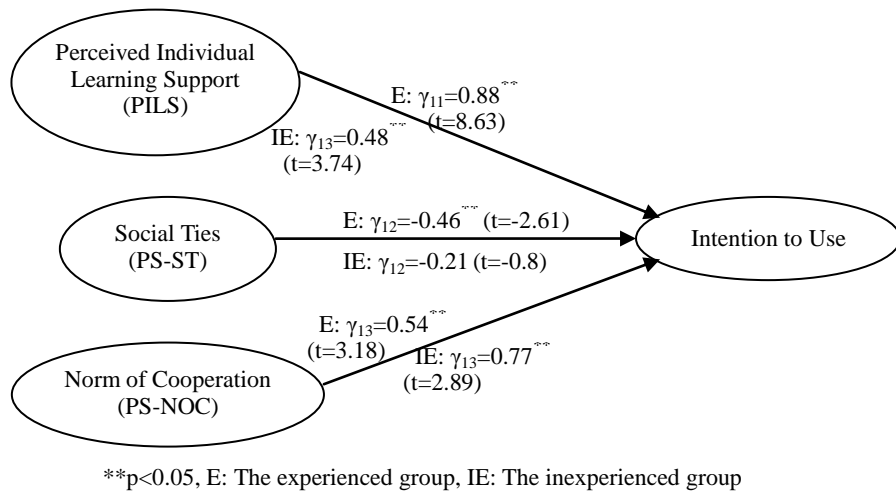 Perceived Individual
Learning Support
(PILS)
E: γ11=0.88**
(t=8.63)
IE: γ13=0.48**
(t=3.74)
Social Ties
(PS-ST)
E: γ12=-0.46** (t=-2.61)
IE: γ12=-0.21 (t=-0.8)
Intention to Use
E: γ13=0.54**
(t=3.18)
IE: γ13=0.77**
(t=2.89)
Norm of Cooperation
(PS-NOC)
**p<0.05, E: The experienced group, IE: The inexperienced group